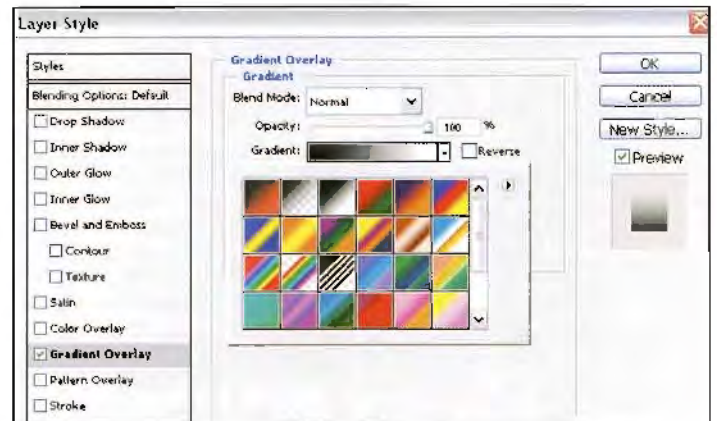 Layer Style
Styles
Blending Options: Default
Drop Shadow
Inner Shadow
Outer Glow
Inner Glow
Bevel and Emboss
Contour
Texture
Satin
Color Overlay
Gradient Overlay
Pattern Overlay
Stroke
Gradient Overlay
Gradient
Blend Mode: Normal
Opacity: 100 %
Gradient: Reverse
OK
Cancel
New Style...
Preview